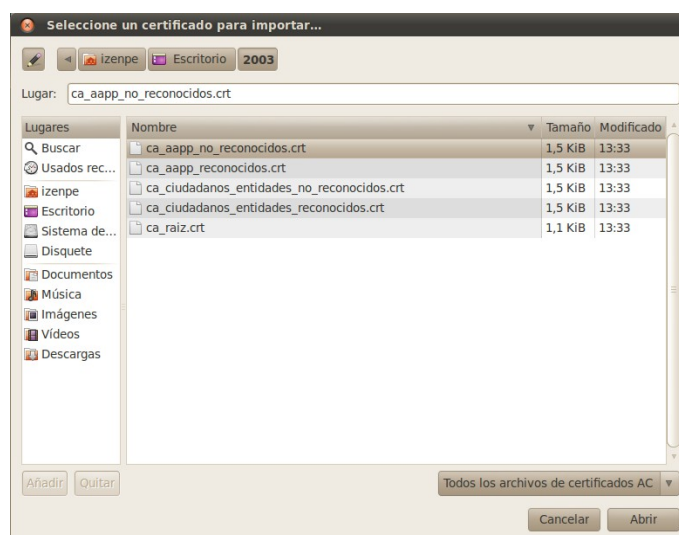 Seleccione un certificado para importar...
izenpe Escritorio 2003
Lugar: ca_aapp_no_reconocidos.crt
Lugares Nombre Tamaño Modificado
Buscar ca_aapp_no_reconocidos.crt 1,5 KiB 13:33
Usados rec... ca_aapp_reconocidos.crt 1,5 KiB 13:33
izenpe ca_ciudadanos_entidades_no_reconocidos.crt 1,5 KiB 13:33
Escritorio ca_ciudadanos_entidades_reconocidos.crt 1,5 KiB 13:33
Sistema de... ca_raiz.crt 1,1 KiB 13:33
Disquete
Documentos
Música
Imágenes
Vídeos
Descargas
Añadir Quitar Todos los archivos de certificados AC
Cancelar Abrir